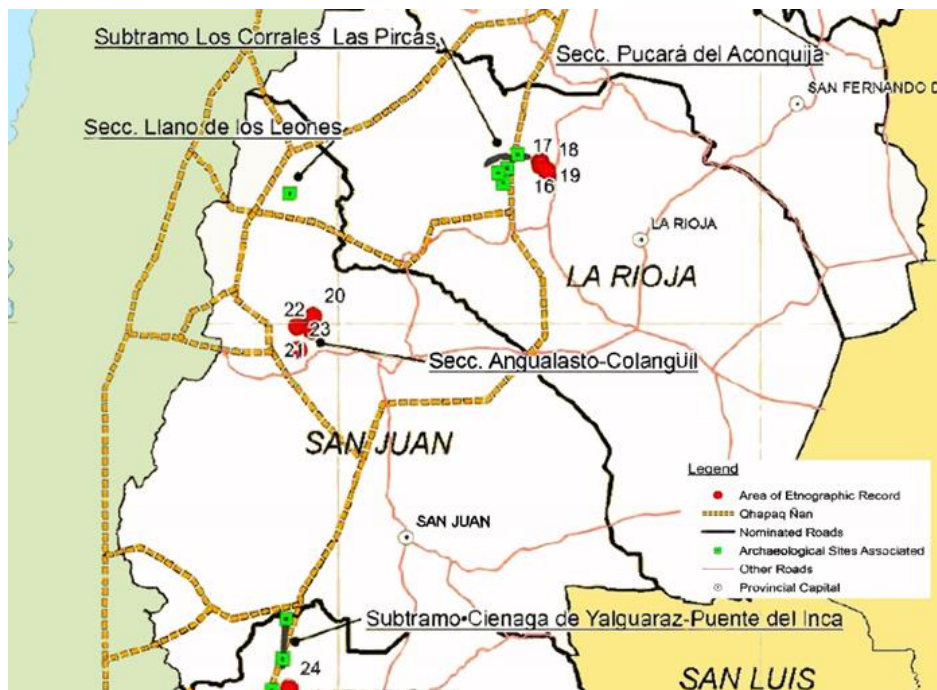 Subtramo Los Corrales Las Pircas
Secc. Pucará del Aconquija
SAN FERNANDO D
Secc. Llano de los Leones
17
18
16
19
LA RIOJA
LA RIOJA
20
22
23
21
Secc. Angualasto-Colangüil
SAN JUAN
Legend
Area of Etnographic Record
Qhapaq Ñan
Nominated Roads
Archaeological Sites Associated
Other Roads
Provincial Capital
SAN JUAN
Subtramo Cienaga de Yalguaraz-Puente del Inca
24
SAN LUIS